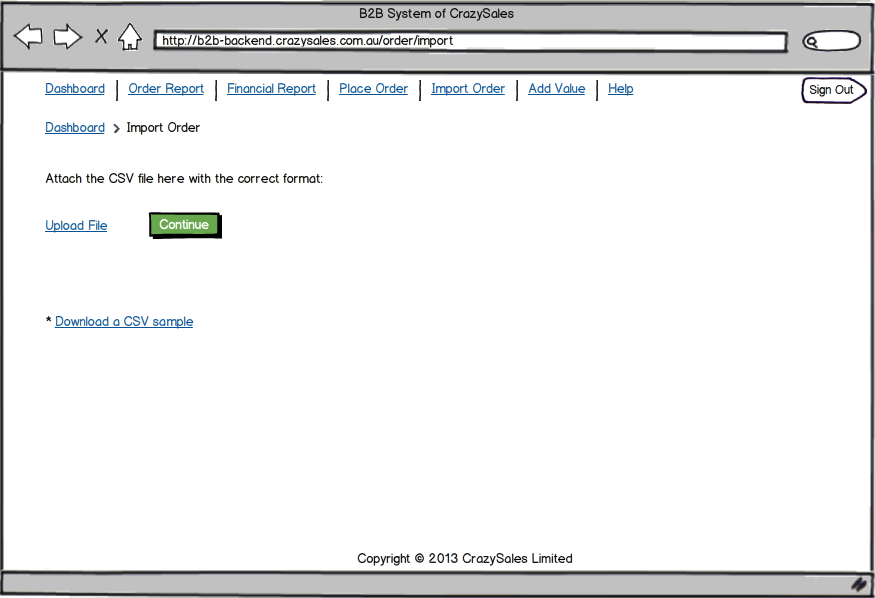 B2B System of CrazySales
http://b2b-backend.crazysales.com.au/order/import
Dashboard Order Report Financial Report Place Order Import Order Add Value Help Sign Out
Dashboard > Import Order
Attach the CSV file here with the correct format:
Upload File Continue
* Download a CSV sample
Copyright © 2013 CrazySales Limited